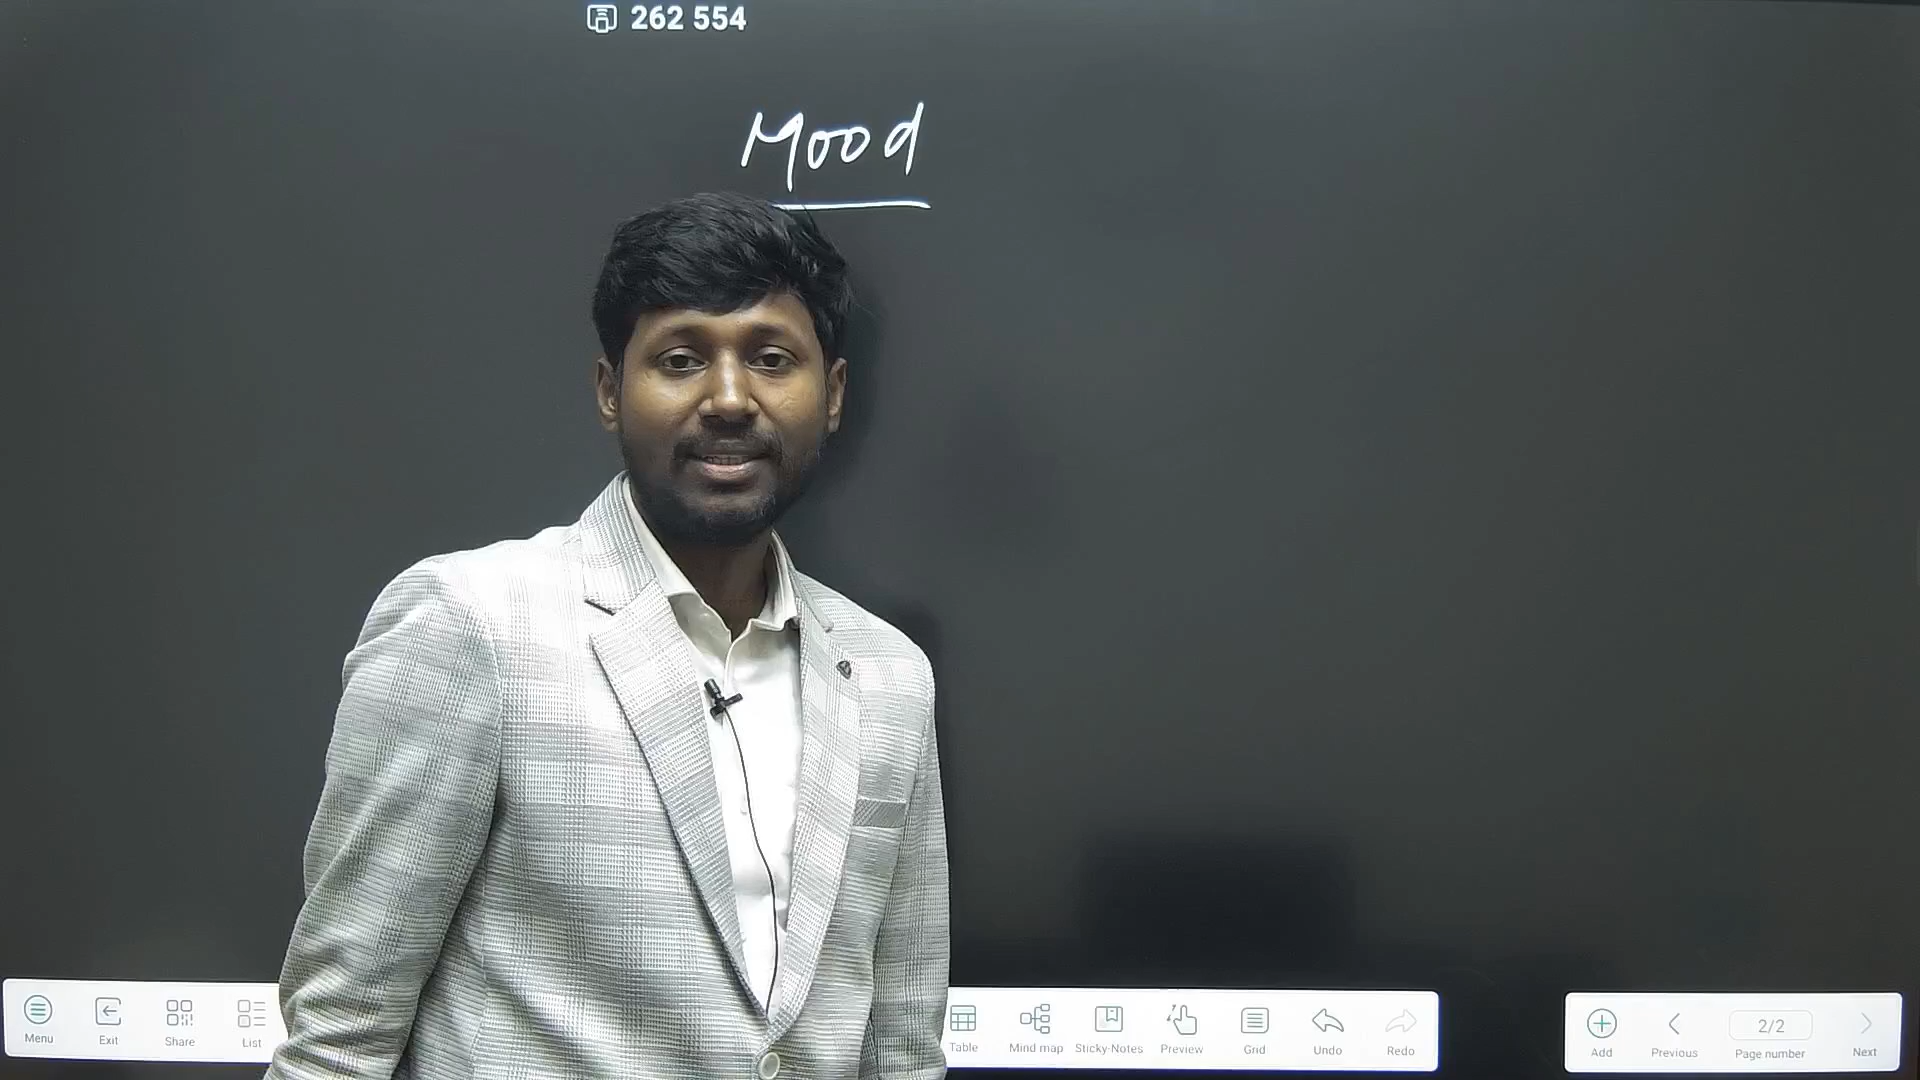 262 554
Mood
Menu Exit Share List Table Mind map Sticky-Notes Preview Grid Undo Redo Add Previous 2/2 Page number Next